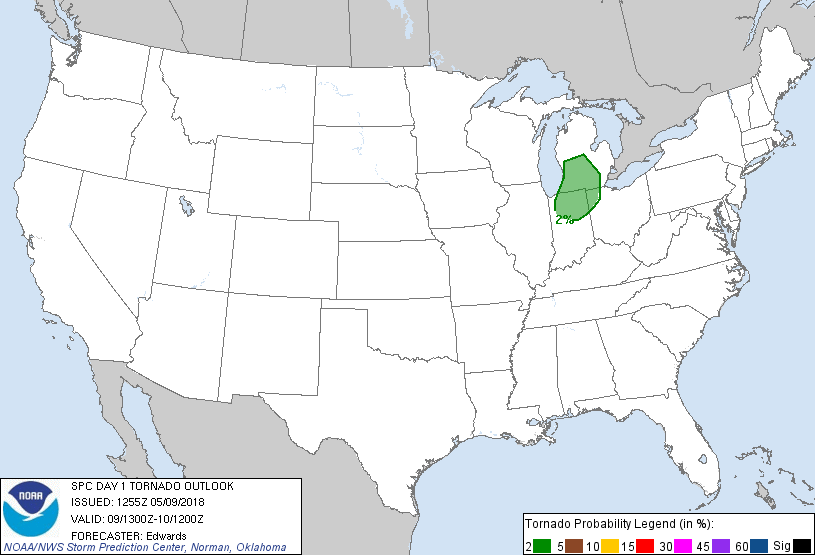 2%
SPC DAY 1 TORNADO OUTLOOK
ISSUED: 1255Z 05/09/2018
VALID: 09/1300Z-10/1200Z
FORECASTER: Edwards
NOAA/NWS Storm Prediction Center, Norman, Oklahoma
NOAA
Tornado Probability Legend (in %):
2 5 10 15 30 45 60 Sig